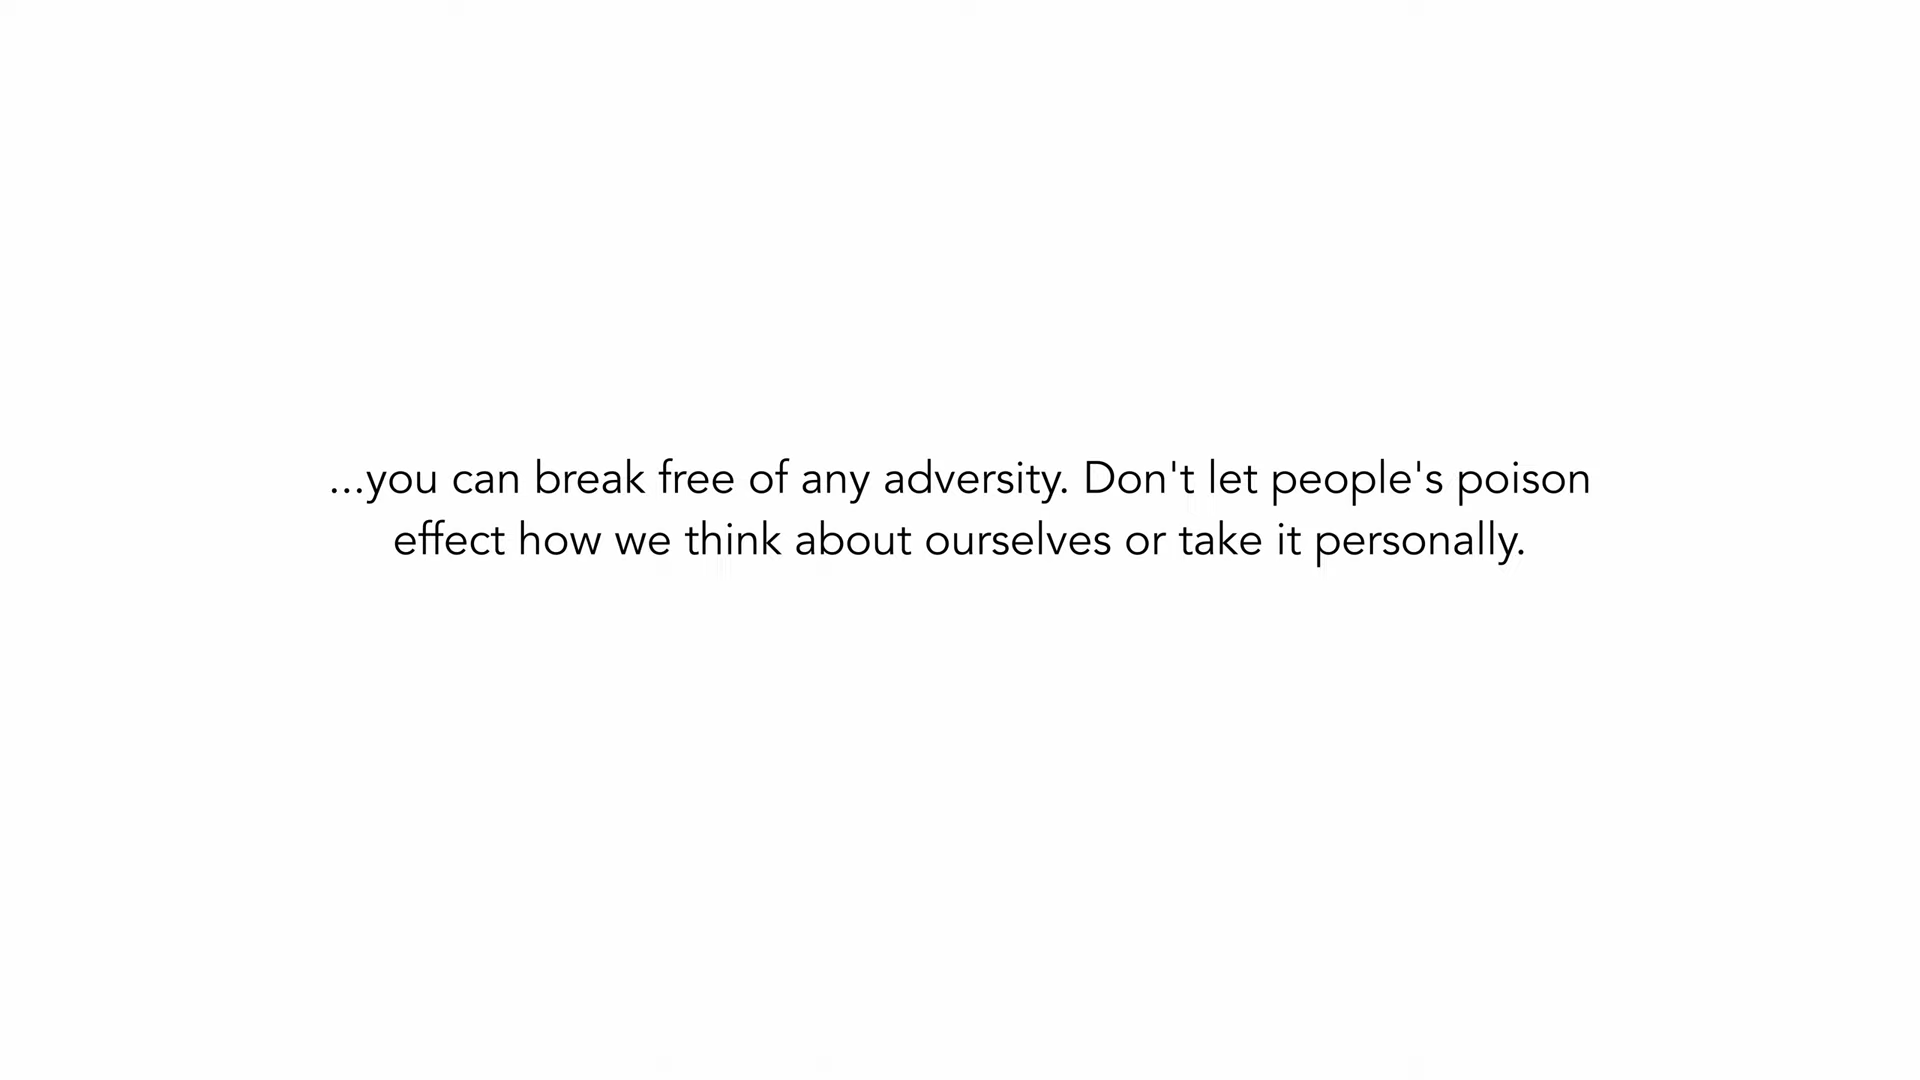 ...you can break free of any adversity. Don't let people's poison
effect how we think about ourselves or take it personally.